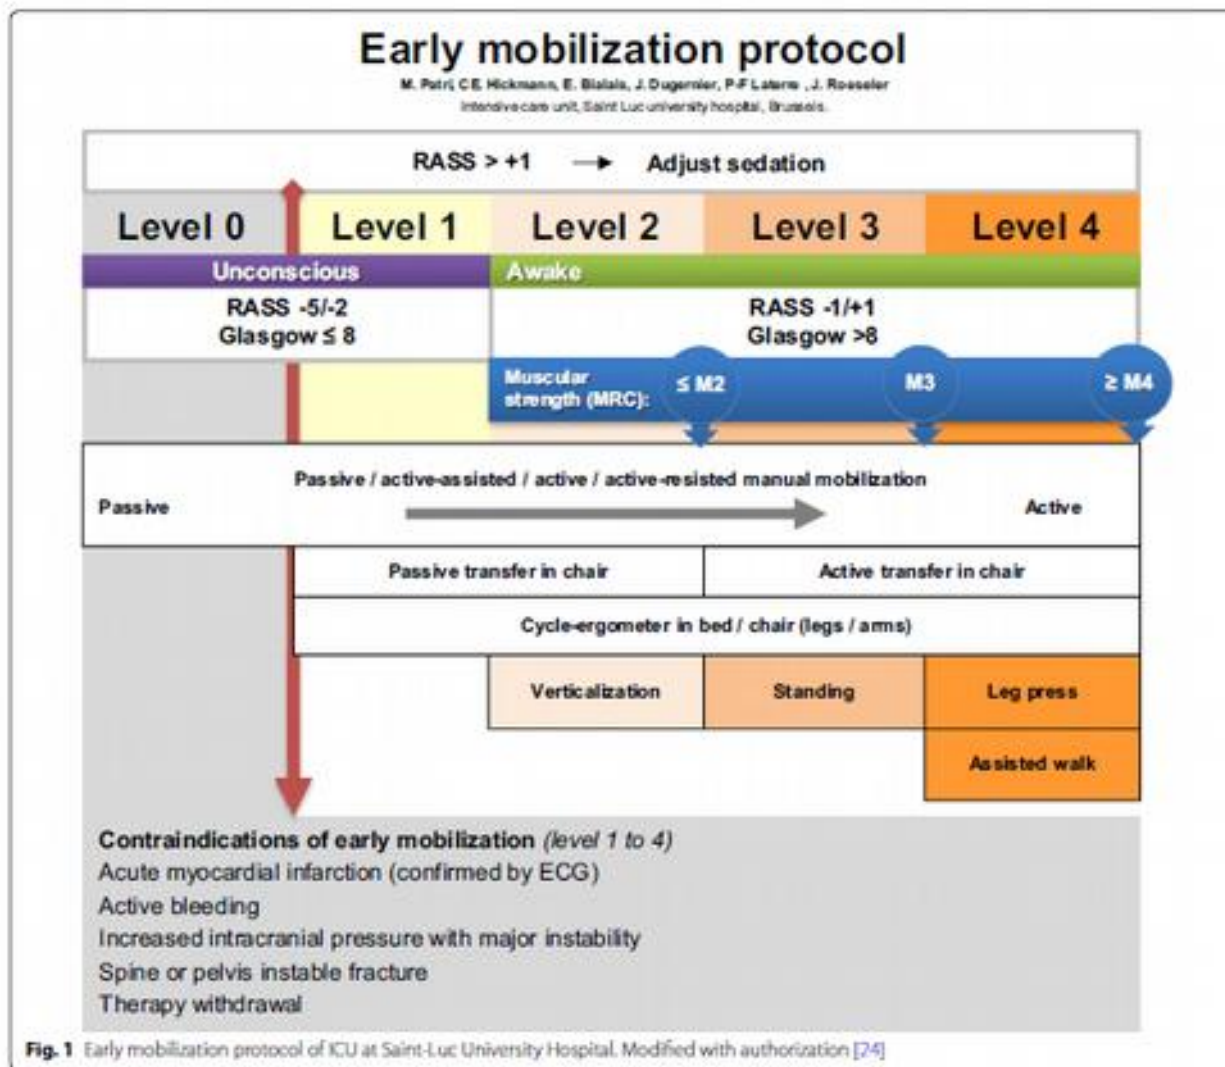 Early mobilization protocol
M. Patri, CE. Hickmann, E. Bialais, J. Dugernier, P-F Laterre , J. Roeseler
Intensive care unit, Saint Luc university hospital, Brussels.
RASS > +1 → Adjust sedation
Level 0 Level 1 Level 2 Level 3 Level 4
Unconscious Awake
RASS -5/-2 RASS -1/+1
Glasgow ≤ 8 Glasgow >8
Muscular
strength (MRC): ≤ M2 M3 ≥ M4
Passive / active-assisted / active / active-resisted manual mobilization
Passive Active
Passive transfer in chair Active transfer in chair
Cycle-ergometer in bed / chair (legs / arms)
Verticalization Standing Leg press
Assisted walk
Contraindications of early mobilization (level 1 to 4)
Acute myocardial infarction (confirmed by ECG)
Active bleeding
Increased intracranial pressure with major instability
Spine or pelvis instable fracture
Therapy withdrawal
Fig. 1 Early mobilization protocol of ICU at Saint-Luc University Hospital. Modified with authorization [24]